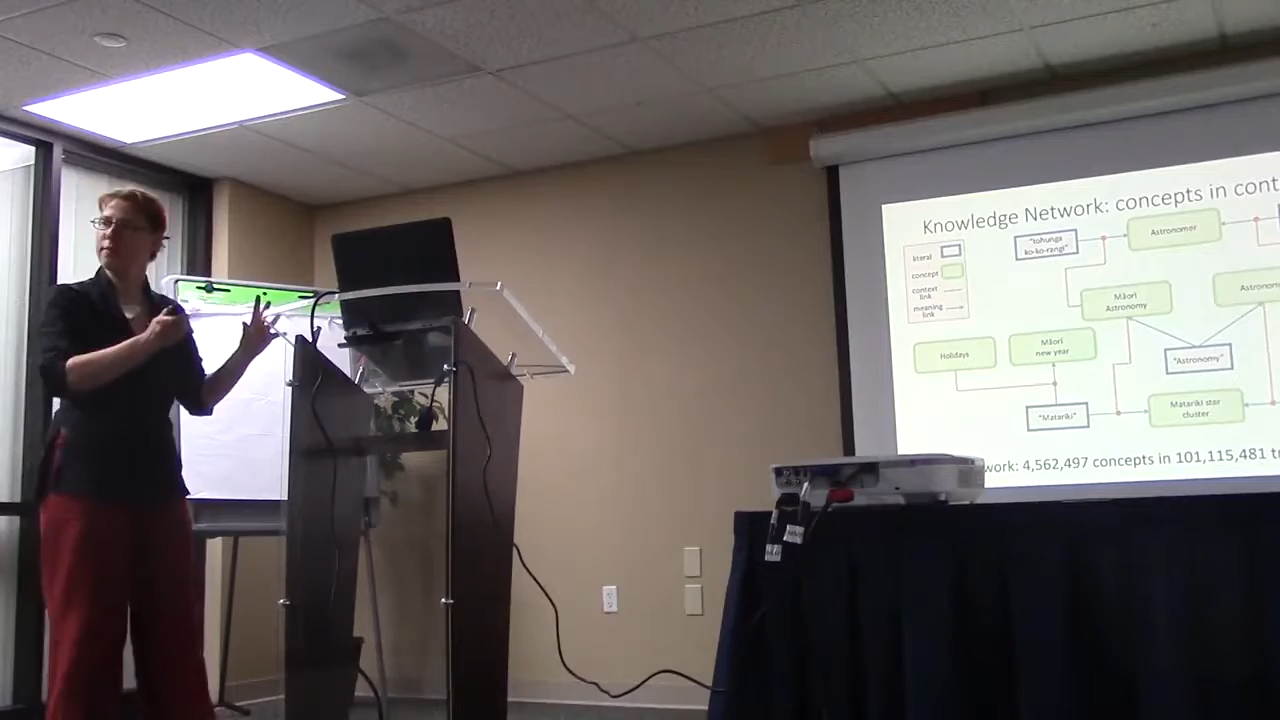 Knowledge Network: concepts in cont
literal
concept
context
link
meaning
link
"tohunga
ko-ko-rangi"
Astronomer
Māori
Astronomy
Astronom
Holidays
Māori
new year
"Astronomy"
"Matariki"
Matariki star
cluster
work: 4,562,497 concepts in 101,115,481 tr